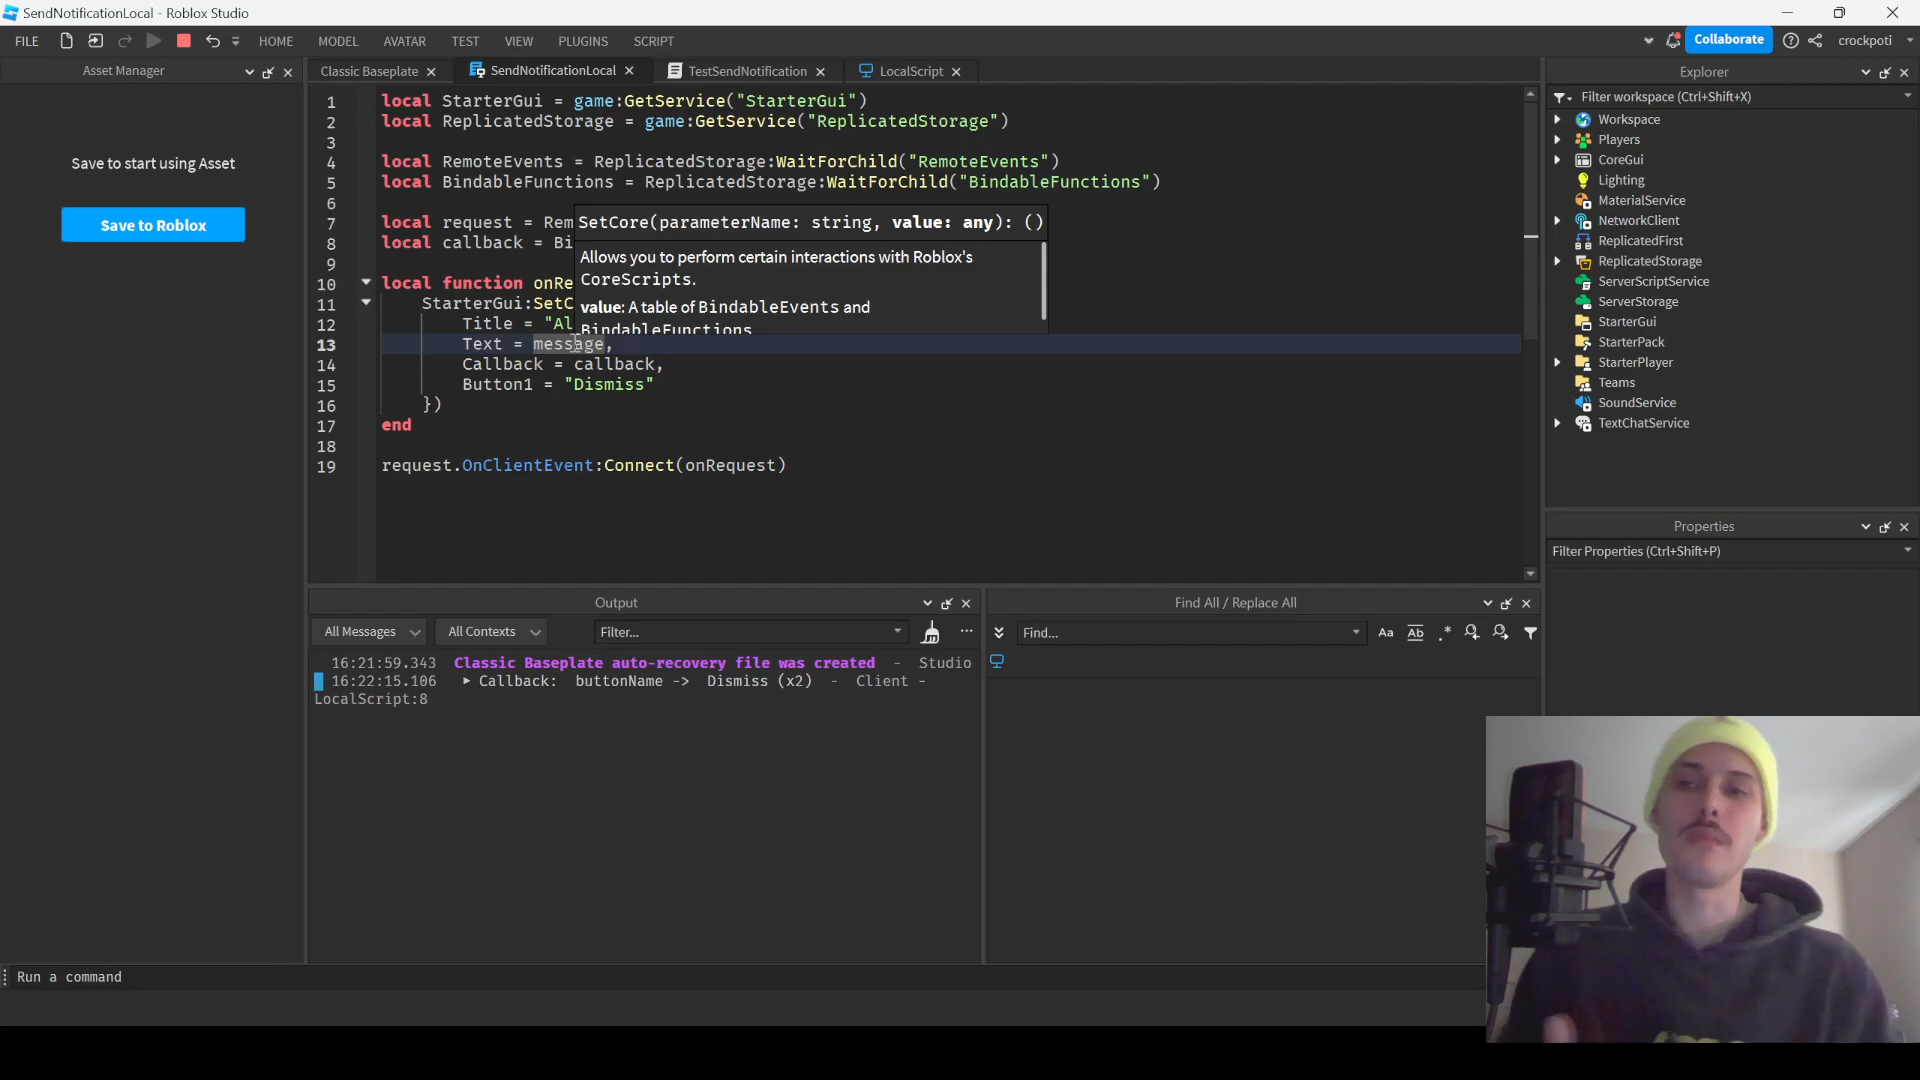 SendNotificationLocal - Roblox Studio
FILE HOME MODEL AVATAR TEST VIEW PLUGINS SCRIPT Collaborate crockpoti
Asset Manager
Save to start using Asset
Save to Roblox
Classic Baseplate SendNotificationLocal TestSendNotification LocalScript
1 local StarterGui = game:GetService("StarterGui")
2 local ReplicatedStorage = game:GetService("ReplicatedStorage")
3
4 local RemoteEvents = ReplicatedStorage:WaitForChild("RemoteEvents")
5 local BindableFunctions = ReplicatedStorage:WaitForChild("BindableFunctions")
6
7 local request = Rem
8 local callback = Bi
9
10 local function onRe
11 StarterGui:SetC
12 Title = "Al
13 Text = message,
14 Callback = callback,
15 Button1 = "Dismiss"
16 })
17 end
18
19 request.OnClientEvent:Connect(onRequest)
SetCore(parameterName: string, value: any): ()
Allows you to perform certain interactions with Roblox's
CoreScripts.
value: A table of BindableEvents and
BindableFunctions
Explorer
Filter workspace (Ctrl+Shift+X)
Workspace
Players
CoreGui
Lighting
MaterialService
NetworkClient
ReplicatedFirst
ReplicatedStorage
ServerScriptService
ServerStorage
StarterGui
StarterPack
StarterPlayer
Teams
SoundService
TextChatService
Properties
Filter Properties (Ctrl+Shift+P)
Output
All Messages All Contexts Filter...
16:21:59.343 Classic Baseplate auto-recovery file was created - Studio
16:22:15.106 Callback: buttonName -> Dismiss (x2) - Client -
LocalScript:8
Find All / Replace All
Find... Aa Ab .*
Run a command